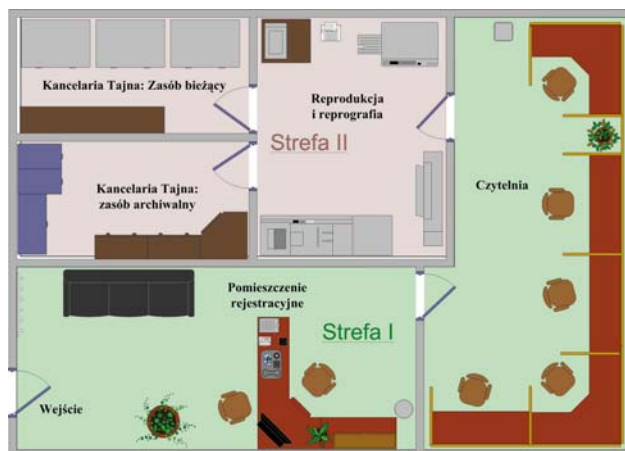 Kancelaria Tajna: Zasób bieżący
Reprodukcja
i reprografia
Strefa II
Kancelaria Tajna:
zasób archiwalny
Czytelnia
Pomieszczenie
rejestracyjne
Strefa I
Wejście